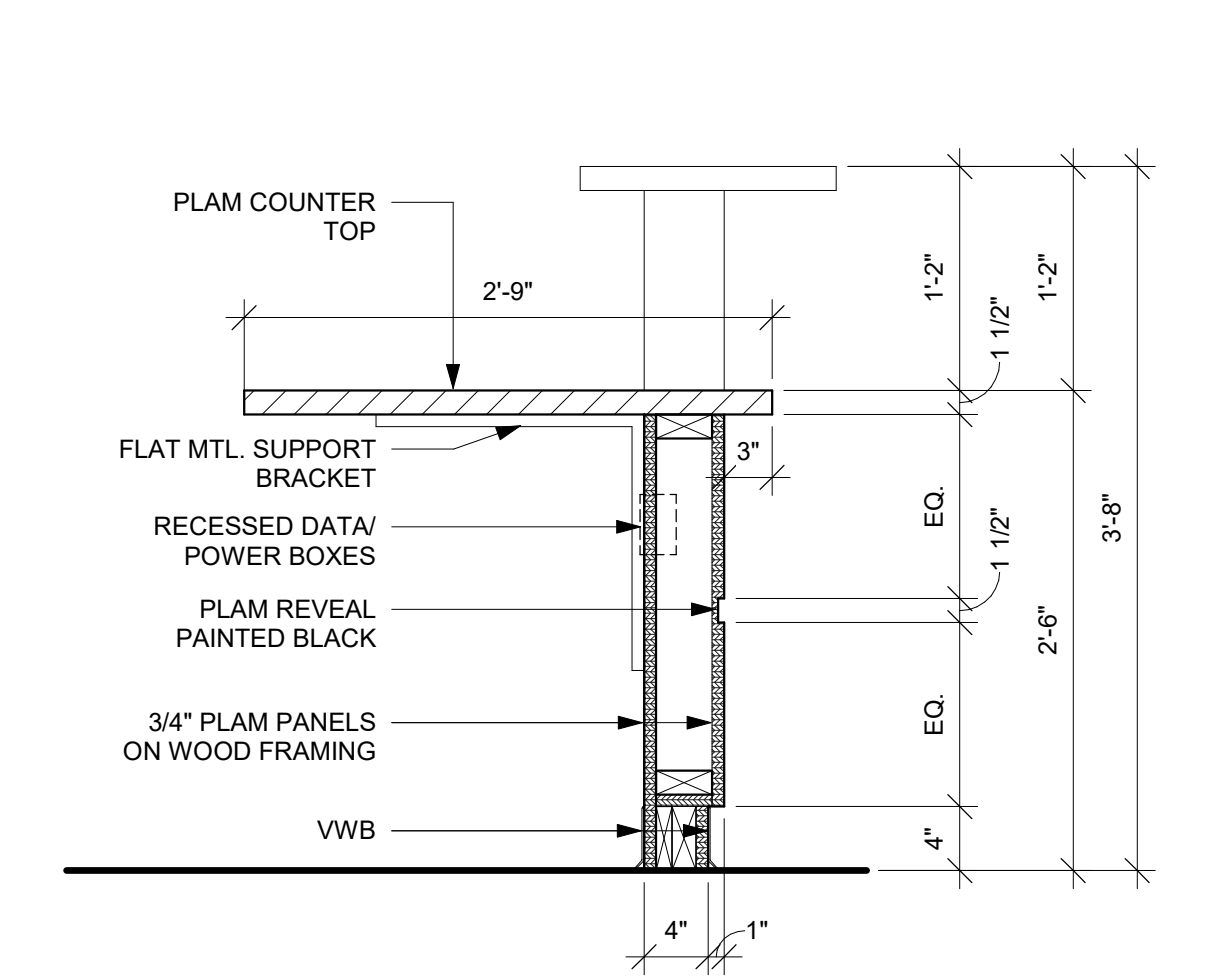 PLAM COUNTER
TOP
2'-9"
1'-2"
1'-2"
1 1/2"
FLAT MTL. SUPPORT
BRACKET
3"
RECESSED DATA/
POWER BOXES
EQ.
1 1/2"
3'-8"
PLAM REVEAL
PAINTED BLACK
2'-6"
3/4" PLAM PANELS
ON WOOD FRAMING
EQ.
VWB
4"
4"
1"